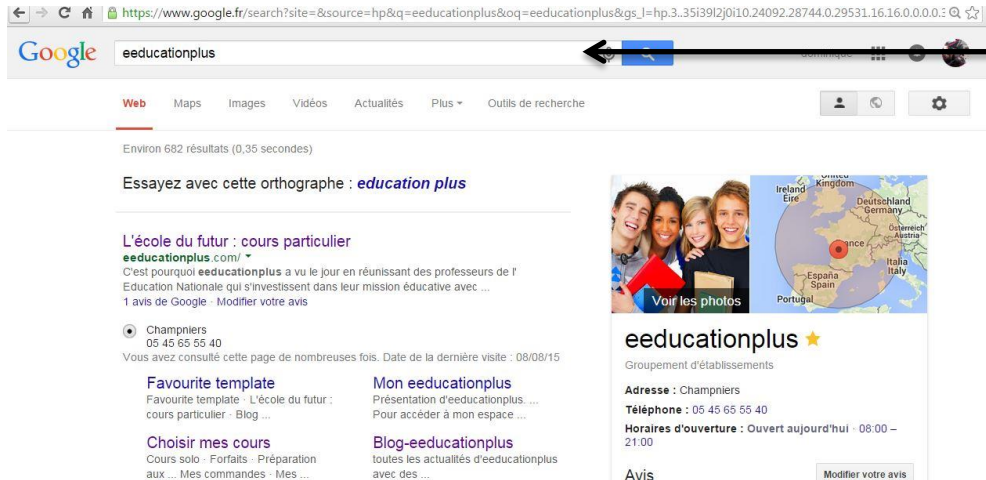 https://www.google.fr/search?site=&source=hp&q=eeducationplus&oq=eeducationplus&gs_l=hp.3..35i39l2j0i10.24092.28744.0.29531.16.16.0.0.0.0.3
Google eeducationplus
Web Maps Images Vidéos Actualités Plus Outils de recherche
Environ 682 résultats (0,35 secondes)
Essayez avec cette orthographe : education plus
L'école du futur : cours particulier
eeducationplus.com/
C'est pourquoi eeducationplus a vu le jour en réunissant des professeurs de l'
Education Nationale qui s'investissent dans leur mission éducative avec ...
1 avis de Google · Modifier votre avis
Champniers
05 45 65 55 40
Vous avez consulté cette page de nombreuses fois. Date de la dernière visite : 08/08/15
Favourite template
Favourite template · L'école du futur :
cours particulier · Blog ...
Mon eeducationplus
Présentation d'eeducationplus. ...
Pour accéder à mon espace ...
Choisir mes cours
Cours solo · Forfaits · Préparation
aux ... Mes commandes · Mes ...
Blog-eeducationplus
toutes les actualités d'eeducationplus
avec des ...
Voir les photos
Ireland
Éire
United
Kingdom
Deutschland
Germany
Österreich
Austria
France
Italia
Italy
España
Spain
Portugal
eeducationplus
Groupement d'établissements
Adresse : Champniers
Téléphone : 05 45 65 55 40
Horaires d'ouverture : Ouvert aujourd'hui · 08:00 –
21:00
Avis
Modifier votre avis